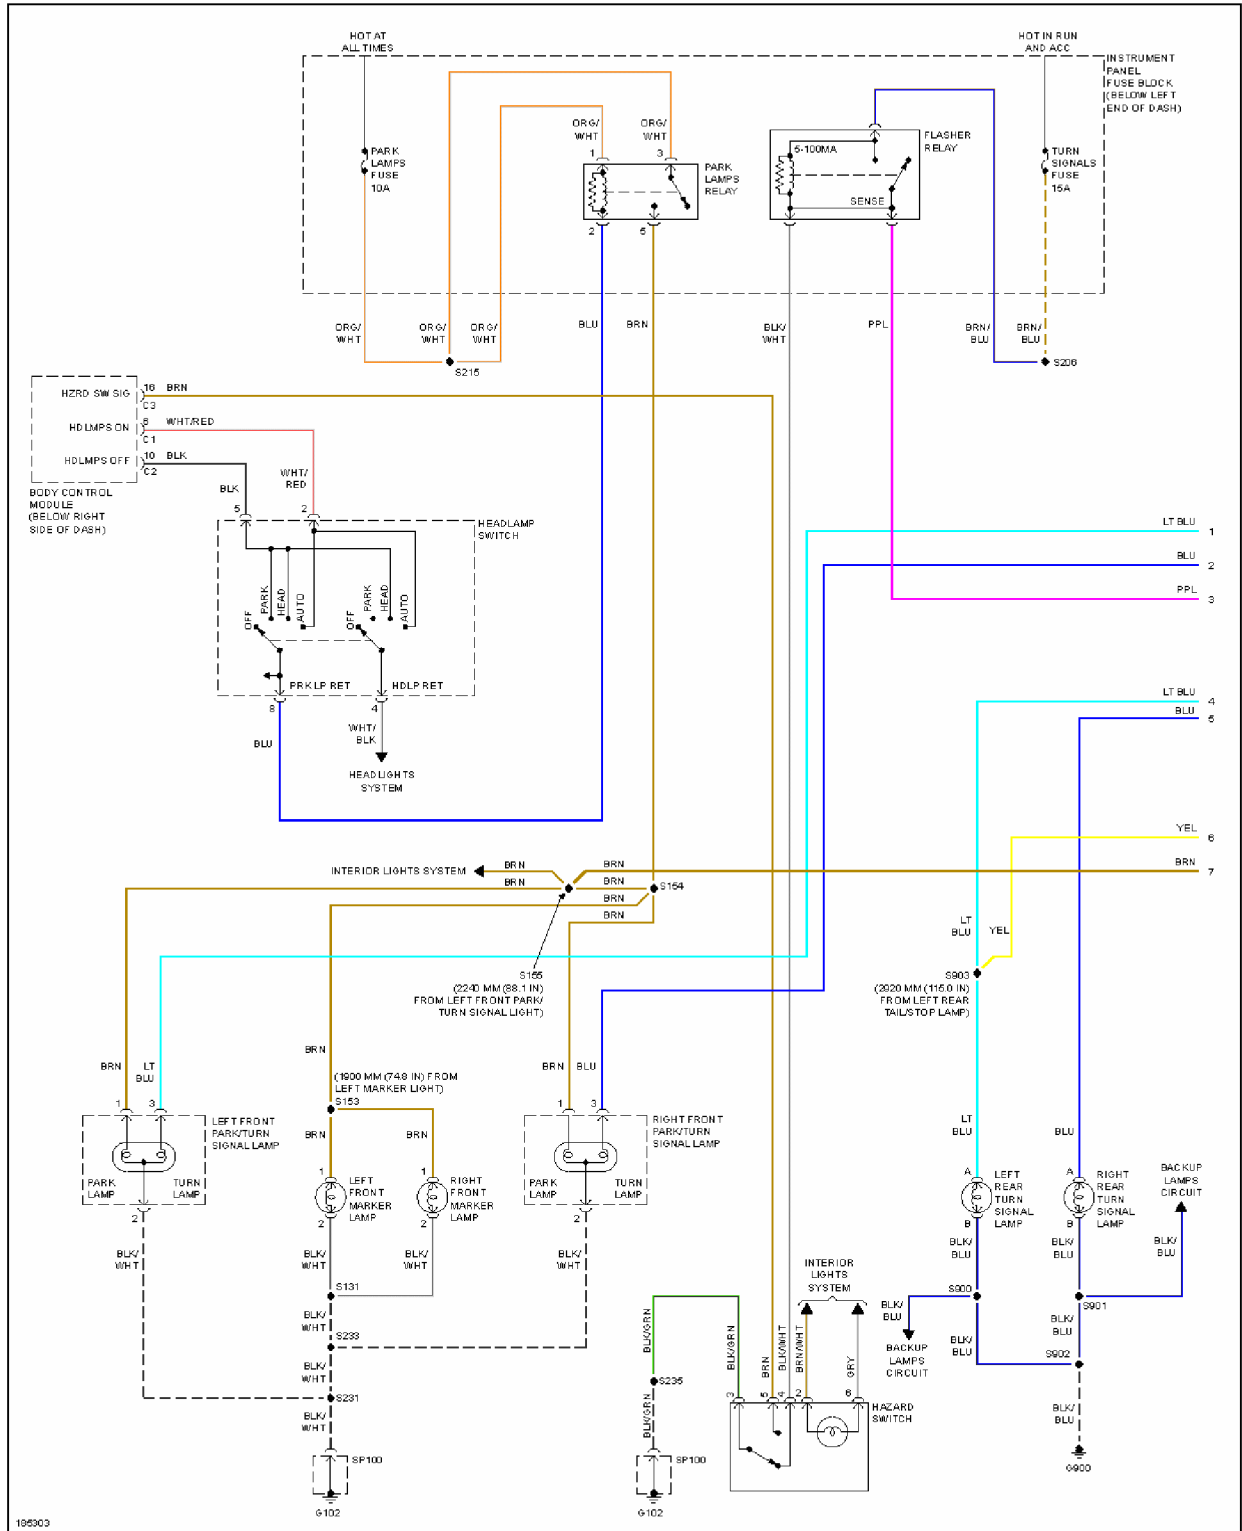 HOT AT
ALL TIMES
HOT IN RUN
AND ACC
INSTRUMENT
PANEL
FUSE BLOCK
(BELOW LEFT
END OF DASH)
PARK
LAMPS
FUSE
10A
ORG/
WHT
ORG/
WHT
1
3
PARK
LAMPS
RELAY
2
5
5-100MA
SENSE
FLASHER
RELAY
TURN
SIGNALS
FUSE
15A
ORG/
WHT
ORG/
WHT
ORG/
WHT
BLU
BRN
BLK/
WHT
PPL
BRN/
BLU
BRN/
BLU
S215
S206
HZRD SW SIG
16
BRN
C3
HDLMPS ON
6
WHT/RED
C1
HDLMPS OFF
10
BLK
C2
BODY CONTROL
MODULE
(BELOW RIGHT
SIDE OF DASH)
BLK
WHT/
RED
5
2
HEADLAMP
SWITCH
OFF
PARK
HEAD
AUTO
OFF
PARK
HEAD
AUTO
PRK LP RET
HDLP RET
8
4
BLU
WHT/
BLK
HEADLIGHTS
SYSTEM
LT BLU
1
BLU
2
PPL
3
LT BLU
4
BLU
5
YEL
6
BRN
7
INTERIOR LIGHTS SYSTEM
BRN
BRN
BRN
BRN
BRN
BRN
S154
S155
(2240 MM (88.1 IN)
FROM LEFT FRONT PARK/
TURN SIGNAL LIGHT)
LT
BLU
YEL
S903
(2920 MM (115.0 IN)
FROM LEFT REAR
TAIL/STOP LAMP)
BRN
LT
BLU
BRN
(1900 MM (74.8 IN) FROM
LEFT MARKER LIGHT)
S153
BRN
BLU
1
3
LEFT FRONT
PARK/TURN
SIGNAL LAMP
PARK
LAMP
TURN
LAMP
2
BRN
BRN
1
LEFT
FRONT
MARKER
LAMP
2
1
RIGHT
FRONT
MARKER
LAMP
2
1
3
RIGHT FRONT
PARK/TURN
SIGNAL LAMP
PARK
LAMP
TURN
LAMP
2
LT
BLU
BLU
A
LEFT
REAR
TURN
SIGNAL
LAMP
B
A
RIGHT
REAR
TURN
SIGNAL
LAMP
B
BACKUP
LAMPS
CIRCUIT
BLK/
WHT
BLK/
WHT
BLK/
WHT
BLK/
WHT
BLK/
BLU
BLK/
BLU
BLK/
BLU
S131
BLK/
WHT
S233
BLK/
WHT
S231
BLK/
WHT
SP100
G102
INTERIOR
LIGHTS
SYSTEM
BLK/GRN
S235
BLK/GRN
SP100
G102
BLK/GRN
BRN
BLK/WHT
BRN/WHT
GRY
3
5
4
2
6
HAZARD
SWITCH
S900
BLK/
BLU
BACKUP
LAMPS
CIRCUIT
BLK/
BLU
S901
BLK/
BLU
S902
BLK/
BLU
G900
185303